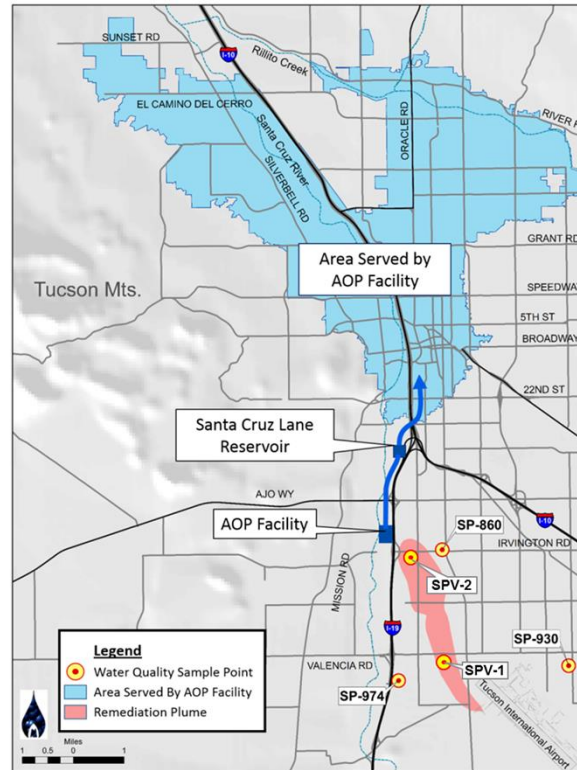 SUNSET RD
I-10
Rillito Creek
EL CAMINO DEL CERRO
Santa Cruz River
SILVERBELL RD
ORACLE RD
RIVER
GRANT RD
Area Served by
AOP Facility
Tucson Mts.
SPEEDWAY
5TH ST
BROADWAY
22ND ST
Santa Cruz Lane
Reservoir
AJO WY
AOP Facility
I-10
SP-860
IRVINGTON RD
MISSION RD
SPV-2
I-19
SP-930
VALENCIA RD
SPV-1
SP-974
Tucson International
Airport
Legend
Water Quality Sample Point
Area Served By AOP Facility
Remediation Plume
Miles
1 0.5 0 1